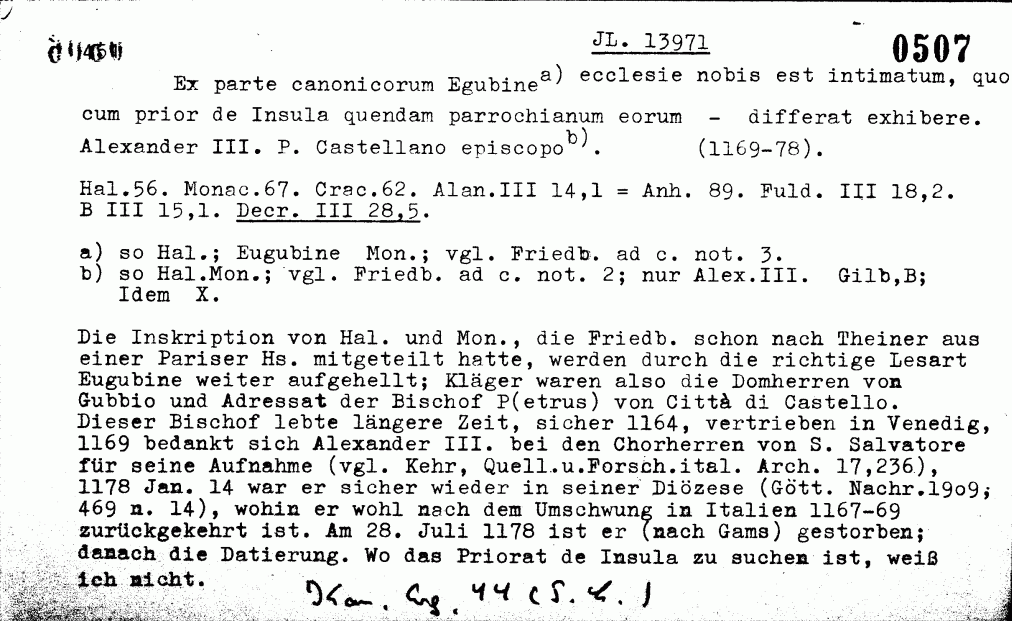 JL. 13971 0507
Ex parte canonicorum Egubine a) ecclesie nobis est intimatum, quo
cum prior de Insula quendam parrochianum eorum - differat exhibere.
Alexander III. P. Castellano episcopo b). (1169-78).
Hal.56. Monac.67. Crac.62. Alan.III 14,1 = Anh. 89. Fuld. III 18,2.
B III 15,1. Decr. III 28,5.
a) so Hal.; Eugubine Mon.; vgl. Friedb. ad c. not. 3.
b) so Hal.Mon.; vgl. Friedb. ad c. not. 2; nur Alex.III. Gilb,B;
Idem X.
Die Inskription von Hal. und Mon., die Friedb. schon nach Theiner aus
einer Pariser Hs. mitgeteilt hatte, werden durch die richtige Lesart
Eugubine weiter aufgehellt; Kläger waren also die Domherren von
Gubbio und Adressat der Bischof P(etrus) von Città di Castello.
Dieser Bischof lebte längere Zeit, sicher 1164, vertrieben in Venedig,
1169 bedankt sich Alexander III. bei den Chorherren von S. Salvatore
für seine Aufnahme (vgl. Kehr, Quell.u.Forsch.ital. Arch. 17,236),
1178 Jan. 14 war er sicher wieder in seiner Diözese (Gött. Nachr.19o9;
469 n. 14), wohin er wohl nach dem Umschwung in Italien 1167-69
zurückgekehrt ist. Am 28. Juli 1178 ist er (nach Gams) gestorben;
danach die Datierung. Wo das Priorat de Insula zu suchen ist, weiß
ich nicht.
44